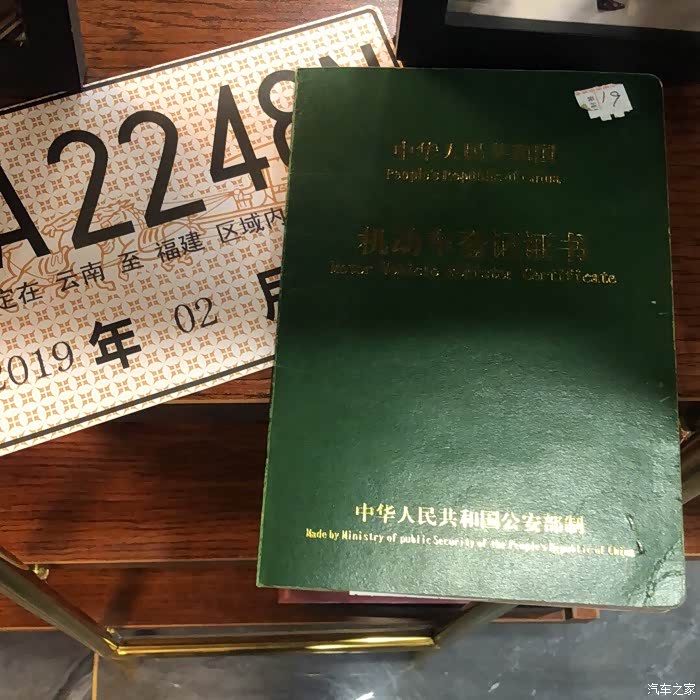 A2248N
定在 云南 至 福建 区域内
2019 年 02 月
19
中华人民共和国
People's Republic of China
机动车登记证书
Motor Vehicle Register Certificate
中华人民共和国公安部制
Made by Ministry of public Security of the People's Republic of China
汽车之家